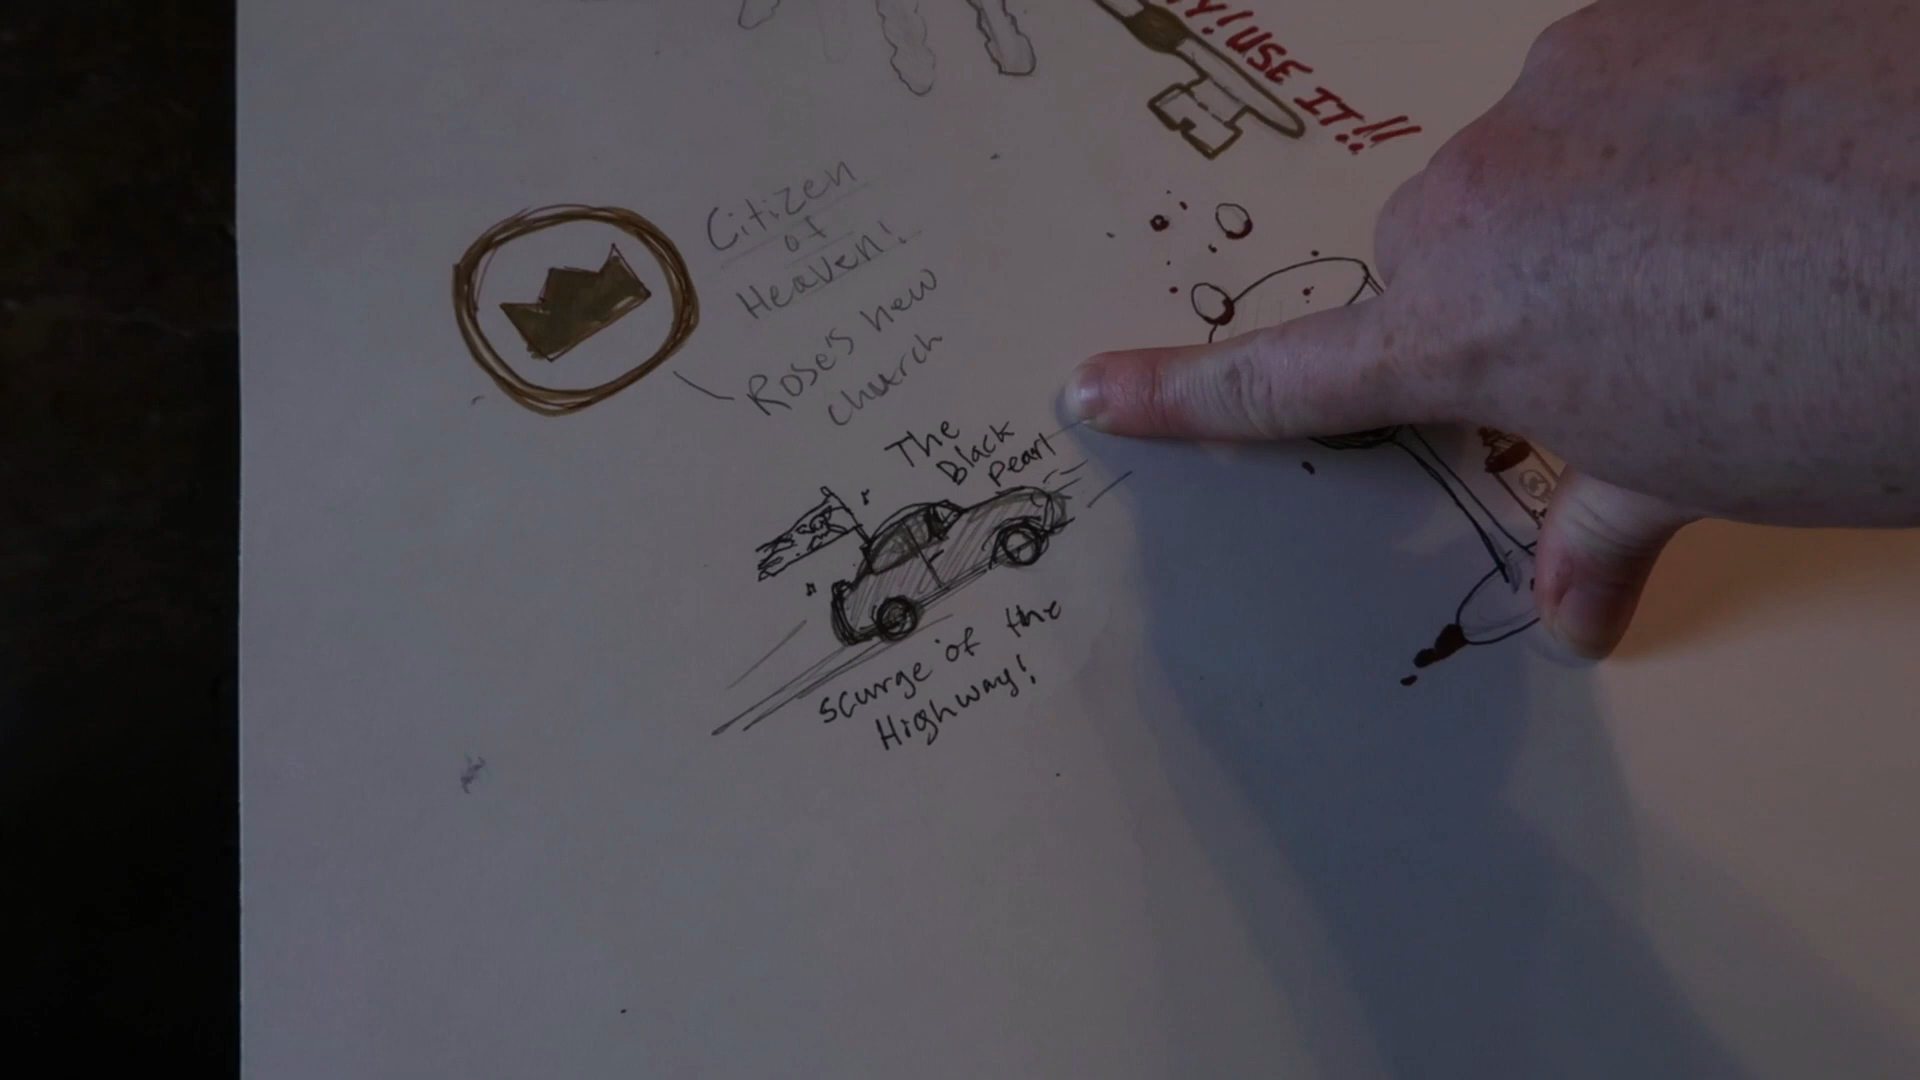 Y! USE IT!!
Citizen
of
Heaven!
Rose's new
church
The
Black
Pearl
scurge of the
Highway!